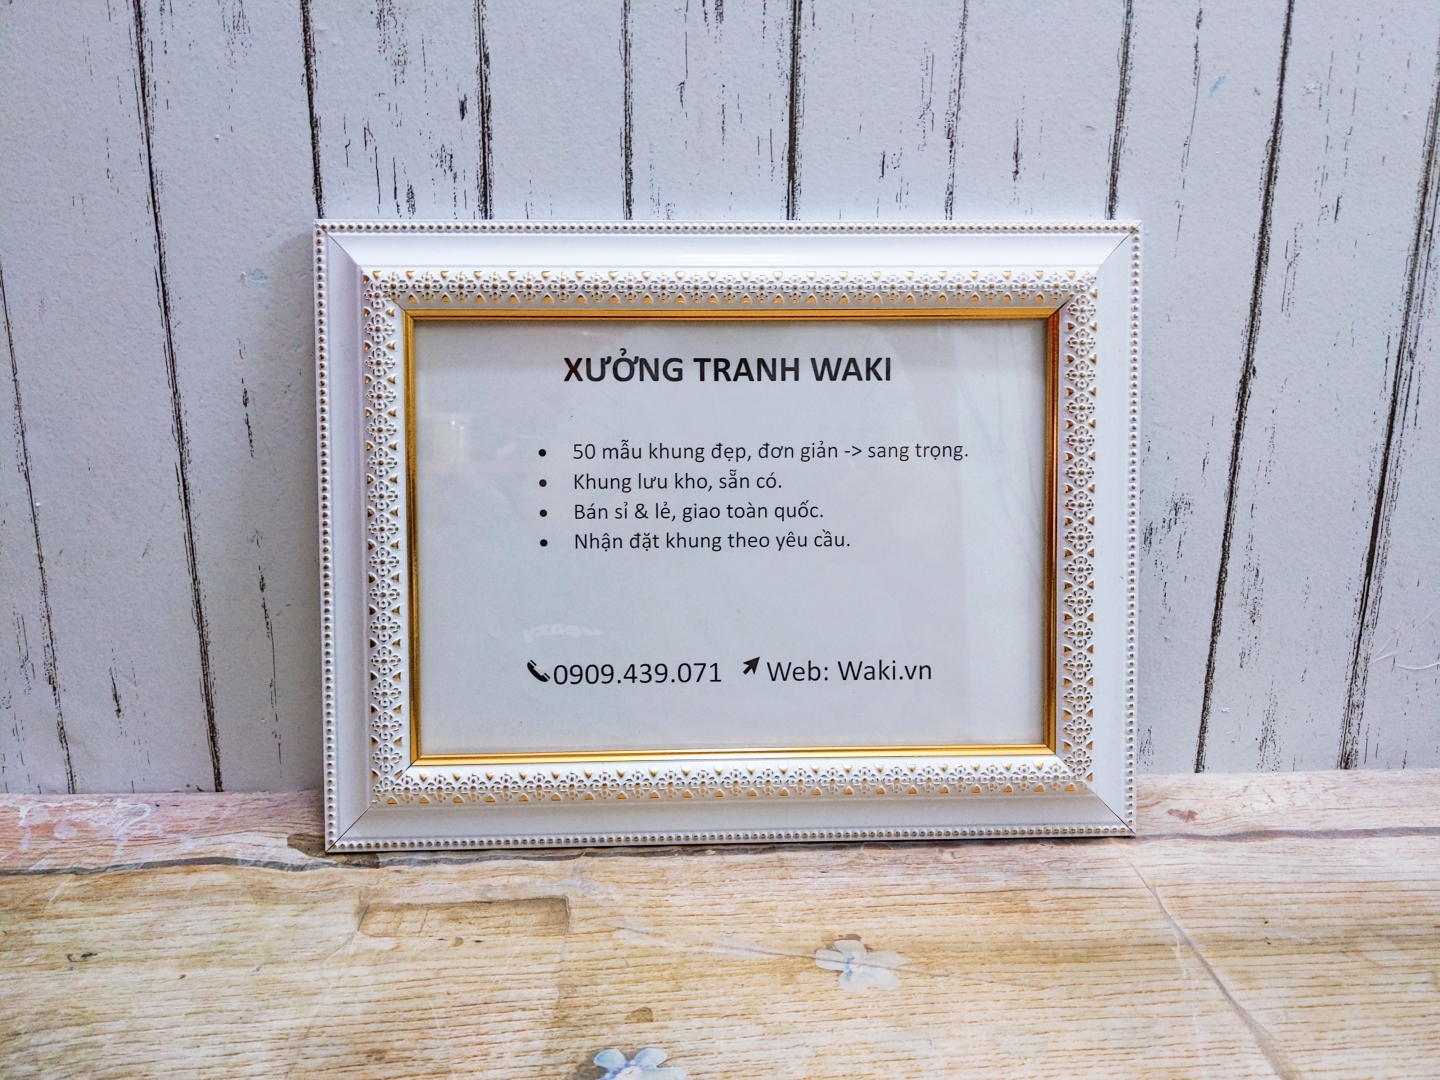 XƯỞNG TRANH WAKI
• 50 mẫu khung đẹp, đơn giản -> sang trọng.
• Khung lưu kho, sẵn có.
• Bán sỉ & lẻ, giao toàn quốc.
• Nhận đặt khung theo yêu cầu.
0909.439.071 Web: Waki.vn